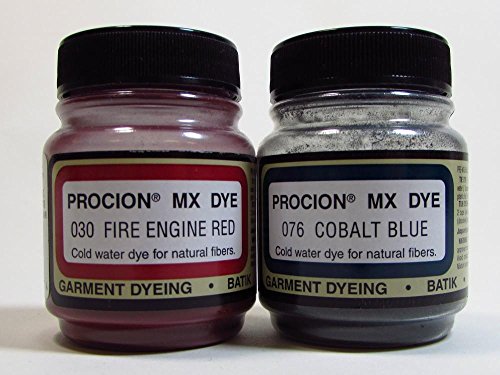 PROCION® MX DYE
030 FIRE ENGINE RED
Cold water dye for natural fibers.
GARMENT DYEING • BATIK
PROCION® MX DYE
076 COBALT BLUE
Cold water dye for natural fibers.
GARMENT DYEING • BATIK